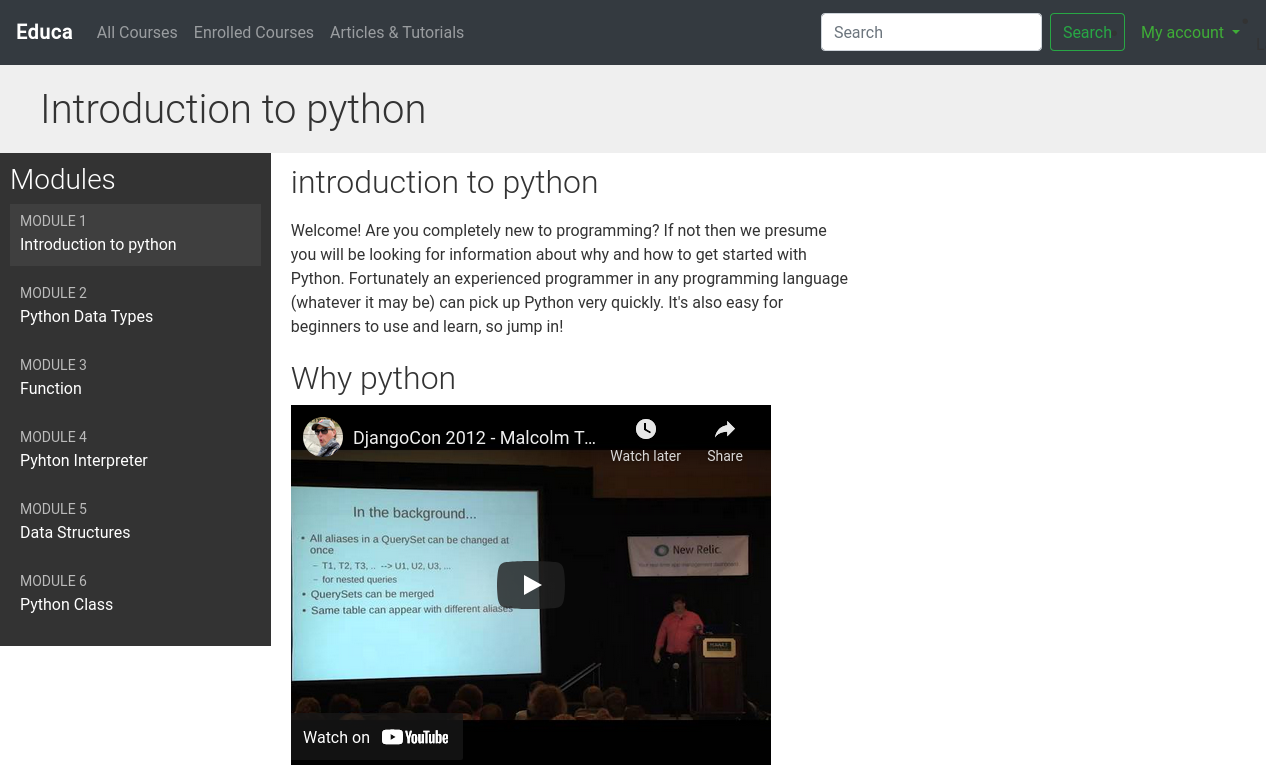 Educa
All Courses
Enrolled Courses
Articles & Tutorials
Search
Search
My account
Introduction to python
Modules
MODULE 1
Introduction to python
MODULE 2
Python Data Types
MODULE 3
Function
MODULE 4
Pyhton Interpreter
MODULE 5
Data Structures
MODULE 6
Python Class
introduction to python
Welcome! Are you completely new to programming? If not then we presume
you will be looking for information about why and how to get started with
Python. Fortunately an experienced programmer in any programming language
(whatever it may be) can pick up Python very quickly. It's also easy for
beginners to use and learn, so jump in!
Why python
DjangoCon 2012 - Malcolm T...
Watch later
Share
In the background...
• All aliases in a QuerySet can be changed at
once
– T1, T2, T3, .. --> U1, U2, U3, ...
– for nested queries
• QuerySets can be merged
• Same table can appear with different aliases
New Relic.
Watch on YouTube